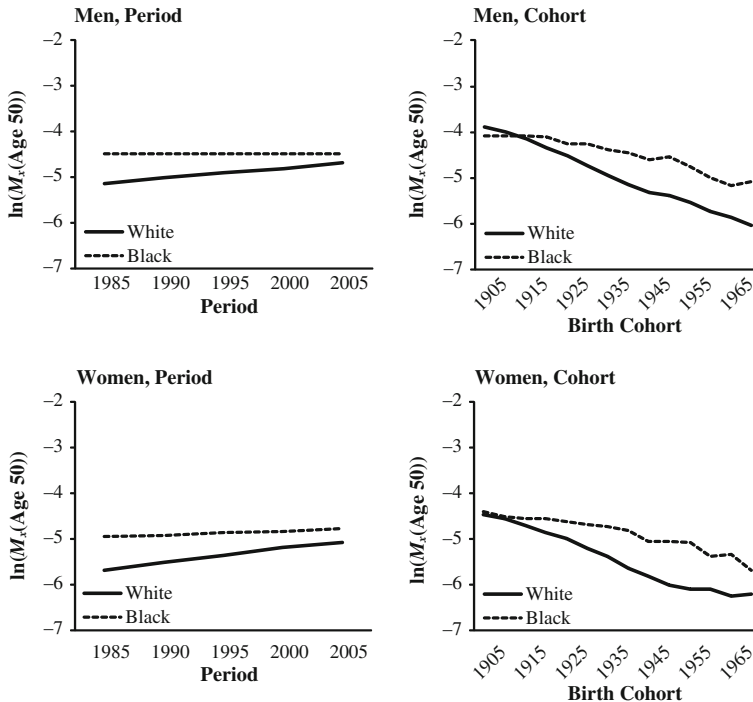 Men, Period
ln(Mx(Age 50))
−2
−3
−4
−5
−6
−7
White
Black
1985 1990 1995 2000 2005
Period
Men, Cohort
ln(Mx(Age 50))
−2
−3
−4
−5
−6
−7
White
Black
1905 1915 1925 1935 1945 1955 1965
Birth Cohort
Women, Period
ln(Mx(Age 50))
−2
−3
−4
−5
−6
−7
White
Black
1985 1990 1995 2000 2005
Period
Women, Cohort
ln(Mx(Age 50))
−2
−3
−4
−5
−6
−7
White
Black
1905 1915 1925 1935 1945 1955 1965
Birth Cohort